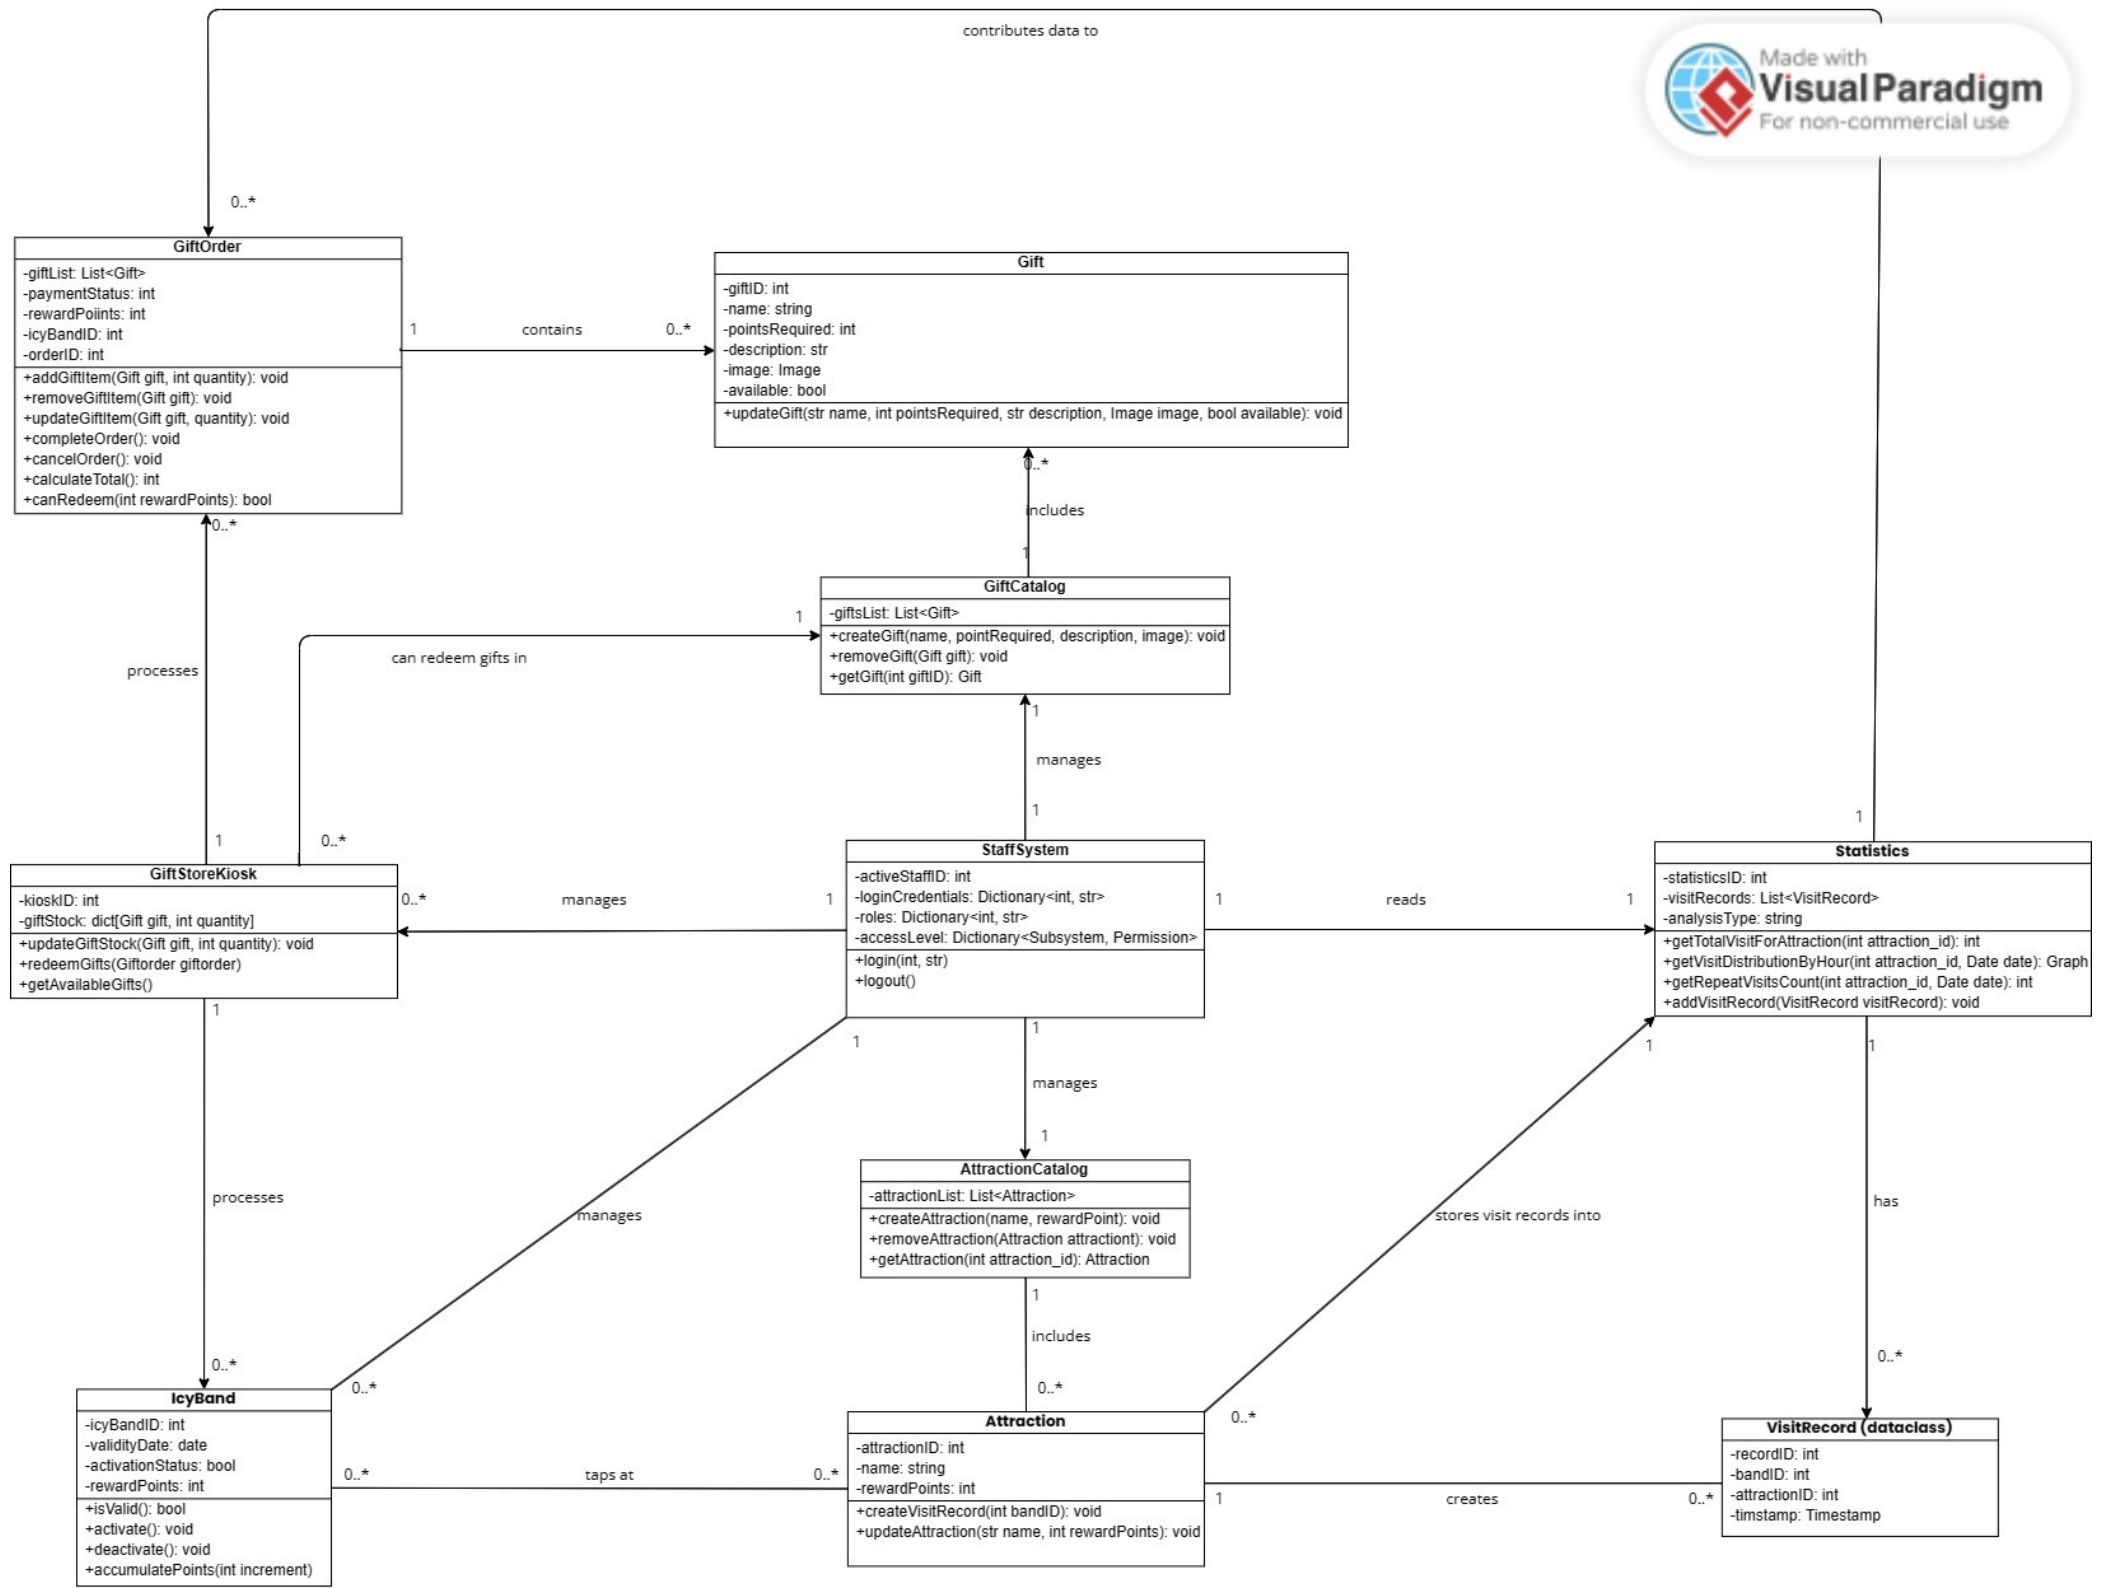 contributes data to
Made with
Visual Paradigm
For non-commercial use
0..*
GiftOrder
-giftList: List<Gift>
-paymentStatus: int
-rewardPoiints: int
-icyBandID: int
-orderID: int
+addGiftItem(Gift gift, int quantity): void
+removeGiftItem(Gift gift): void
+updateGiftItem(Gift gift, quantity): void
+completeOrder(): void
+cancelOrder(): void
+calculateTotal(): int
+canRedeem(int rewardPoints): bool
1
contains
0..*
Gift
-giftID: int
-name: string
-pointsRequired: int
-description: str
-image: Image
-available: bool
+updateGift(str name, int pointsRequired, str description, Image image, bool available): void
0..*
includes
1
0..*
processes
1
GiftCatalog
-giftsList: List<Gift>
+createGift(name, pointRequired, description, image): void
+removeGift(Gift gift): void
+getGift(int giftID): Gift
1
can redeem gifts in
0..*
1
manages
1
1
GiftStoreKiosk
-kioskID: int
-giftStock: dict[Gift gift, int quantity]
+updateGiftStock(Gift gift, int quantity): void
+redeemGifts(Giftorder giftorder)
+getAvailableGifts()
0..*
manages
1
StaffSystem
-activeStaffID: int
-loginCredentials: Dictionary<int, str>
-roles: Dictionary<int, str>
-accessLevel: Dictionary<Subsystem, Permission>
+login(int, str)
+logout()
1
reads
1
Statistics
-statisticsID: int
-visitRecords: List<VisitRecord>
-analysisType: string
+getTotalVisitForAttraction(int attraction_id): int
+getVisitDistributionByHour(int attraction_id, Date date): Graph
+getRepeatVisitsCount(int attraction_id, Date date): int
+addVisitRecord(VisitRecord visitRecord): void
1
processes
0..*
1
manages
0..*
1
manages
1
AttractionCatalog
-attractionList: List<Attraction>
+createAttraction(name, rewardPoint): void
+removeAttraction(Attraction attractiont): void
+getAttraction(int attraction_id): Attraction
1
includes
0..*
1
stores visit records into
0..*
1
has
0..*
IcyBand
-icyBandID: int
-validityDate: date
-activationStatus: bool
-rewardPoints: int
+isValid(): bool
+activate(): void
+deactivate(): void
+accumulatePoints(int increment)
0..*
taps at
0..*
Attraction
-attractionID: int
-name: string
-rewardPoints: int
+createVisitRecord(int bandID): void
+updateAttraction(str name, int rewardPoints): void
1
creates
0..*
VisitRecord (dataclass)
-recordID: int
-bandID: int
-attractionID: int
-timstamp: Timestamp